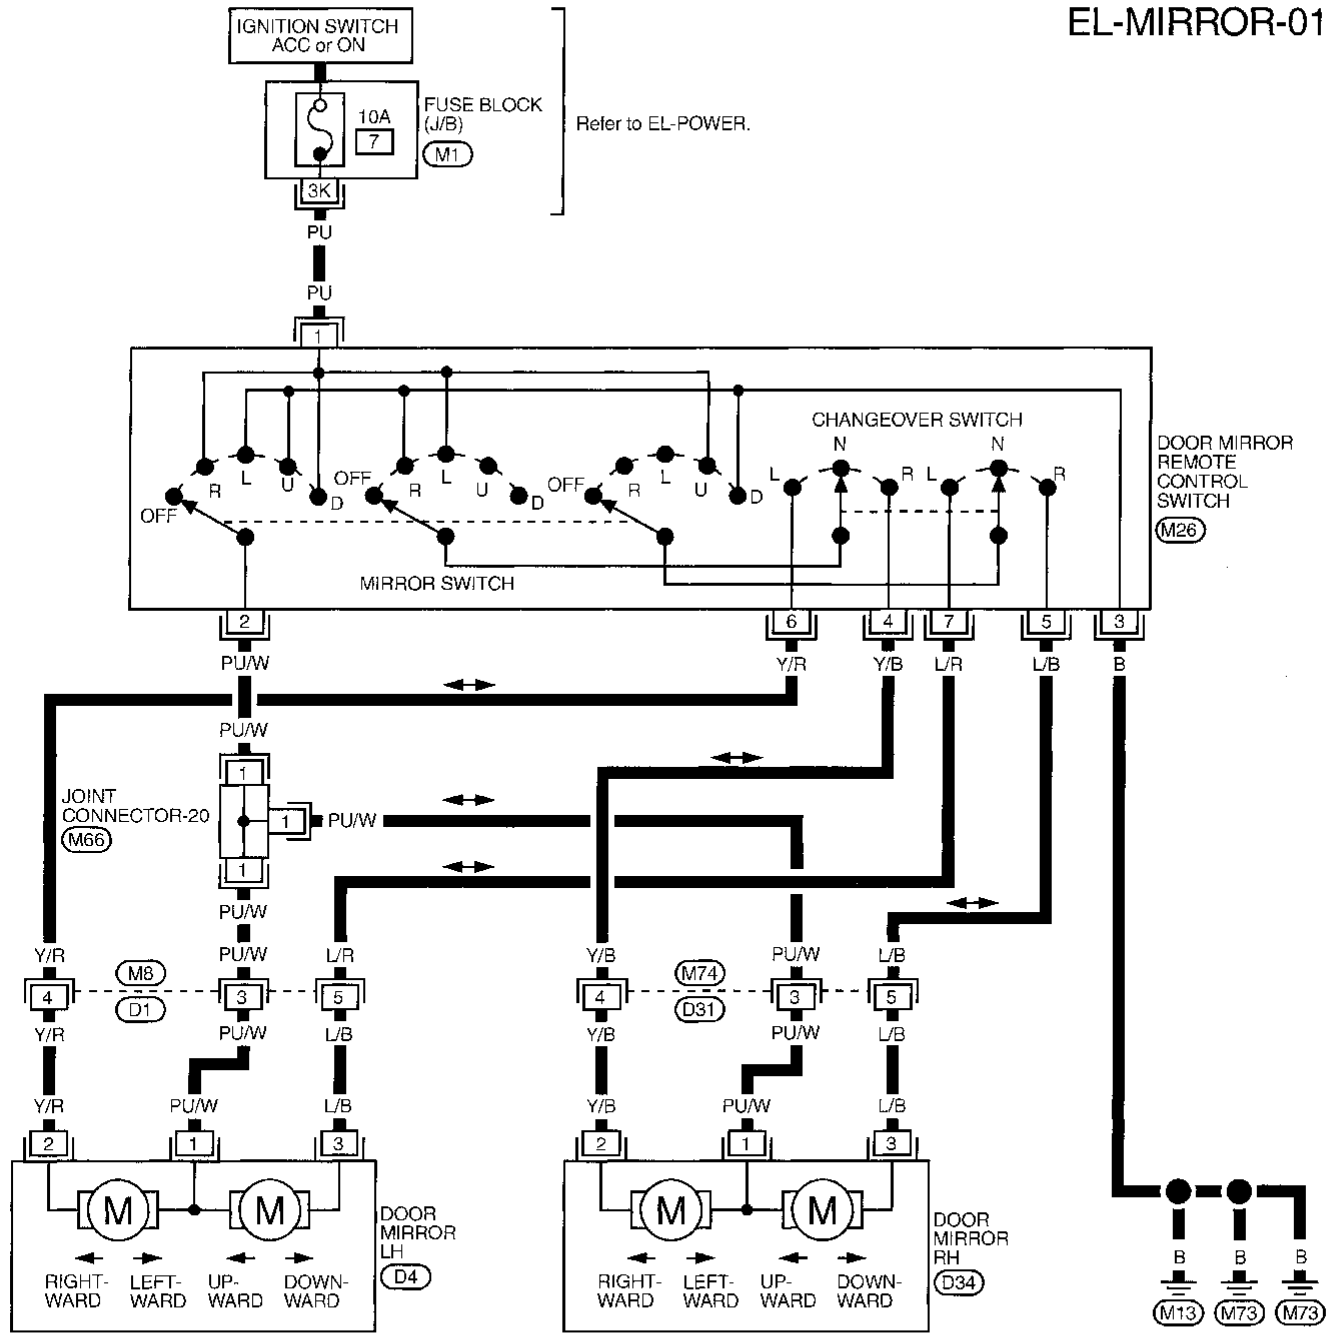 EL-MIRROR-01
IGNITION SWITCH
ACC or ON
10A
7
FUSE BLOCK
(J/B)
M1
Refer to EL-POWER.
3K
PU
PU
1
CHANGEOVER SWITCH
OFF R L U D
OFF R L U D
OFF R L U D
L N R
L N R
MIRROR SWITCH
DOOR MIRROR
REMOTE
CONTROL
SWITCH
M26
2 6 4 7 5 3
PU/W Y/R Y/B L/R L/B B
PU/W
1
JOINT
CONNECTOR-20
M66
1 PU/W
1
PU/W
Y/R PU/W L/R Y/B PU/W L/B
M8 M74
4 3 5 4 3 5
D1 D31
Y/R PU/W L/B Y/B PU/W L/B
Y/R PU/W L/B Y/B PU/W L/B
2 1 3 2 1 3
M M M M
DOOR
MIRROR
LH
D4
DOOR
MIRROR
RH
D34
RIGHT-
WARD
LEFT-
WARD
UP-
WARD
DOWN-
WARD
RIGHT-
WARD
LEFT-
WARD
UP-
WARD
DOWN-
WARD
B B B
M13 M73 M73